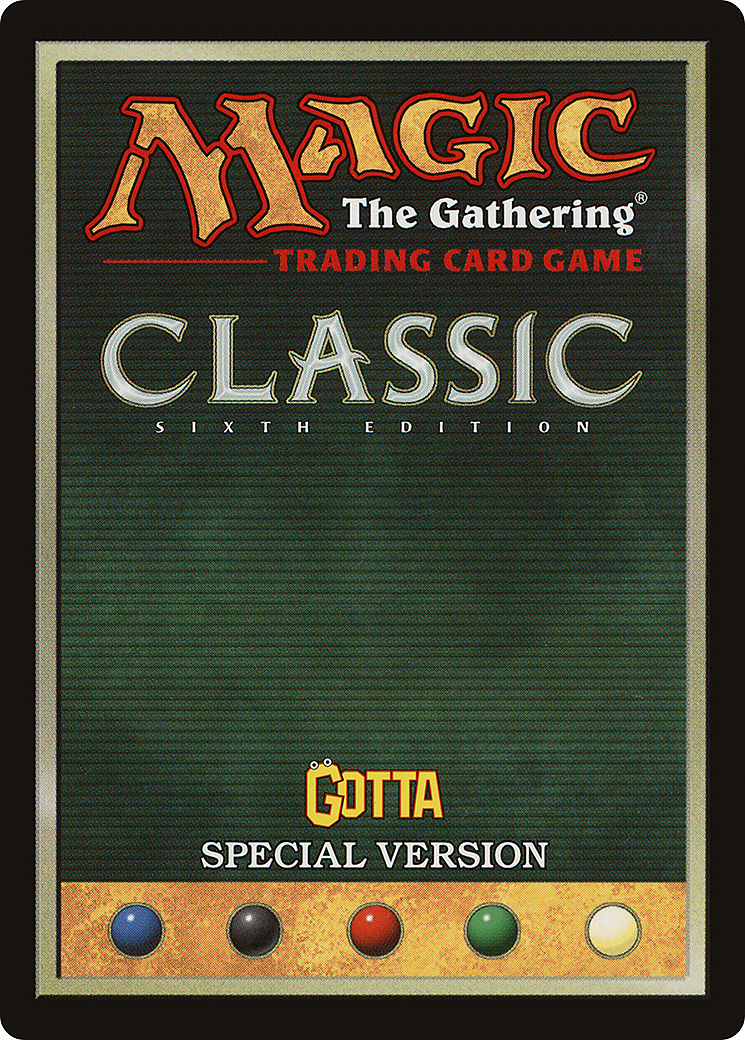 MAGIC
The Gathering®
TRADING CARD GAME
CLASSIC
SIXTH EDITION
GOTTA
SPECIAL VERSION